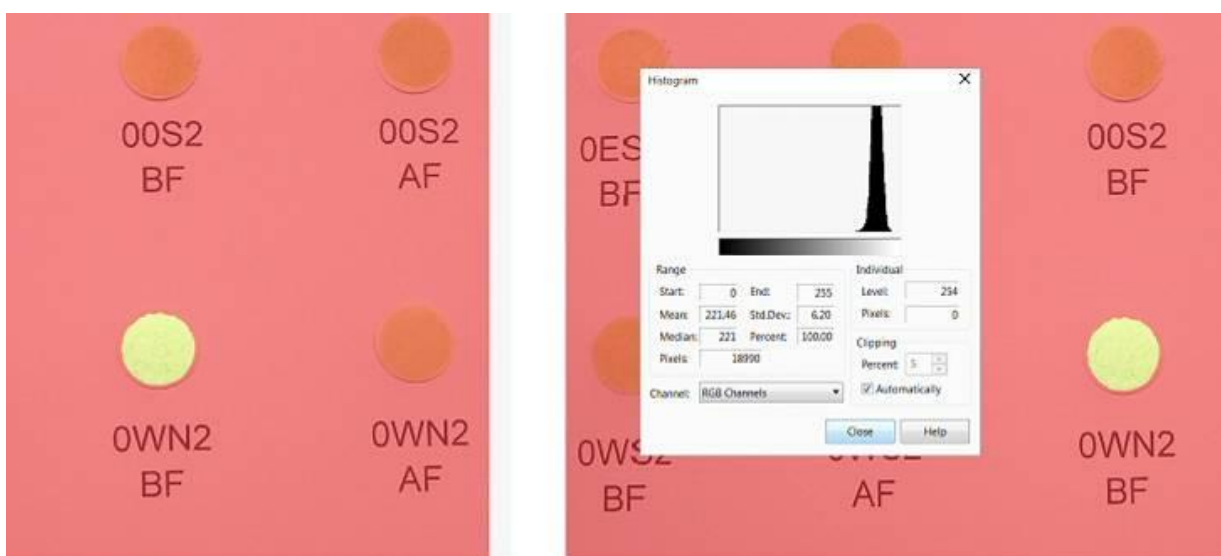 00S2
BF
00S2
AF
0WN2
BF
0WN2
AF
0ES
BF
00S2
BF
Histogram
Range
Start: 0 End: 255
Mean: 221.46 Std.Dev.: 6.20
Median: 221 Percent: 100.00
Pixels: 18990
Individual
Level: 254
Pixels: 0
Clipping
Percent: 5
Automatically
Channel: RGB Channels
Close Help
0WS2
BF
AF
0WN2
BF